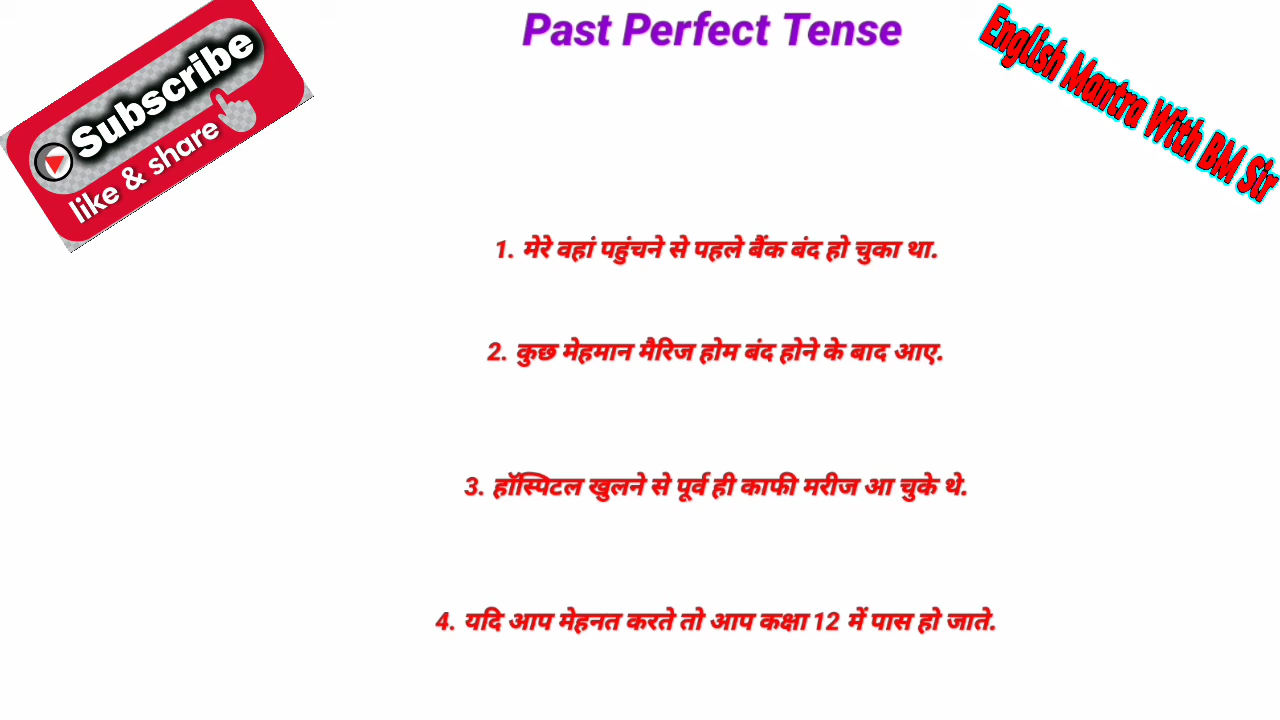 Past Perfect Tense
Subscribe
like & share
English Mantra With BM Sir
1. मेरे वहां पहुंचने से पहले बैंक बंद हो चुका था.
2. कुछ मेहमान मैरिज होम बंद होने के बाद आए.
3. हॉस्पिटल खुलने से पूर्व ही काफी मरीज आ चुके थे.
4. यदि आप मेहनत करते तो आप कक्षा 12 में पास हो जाते.